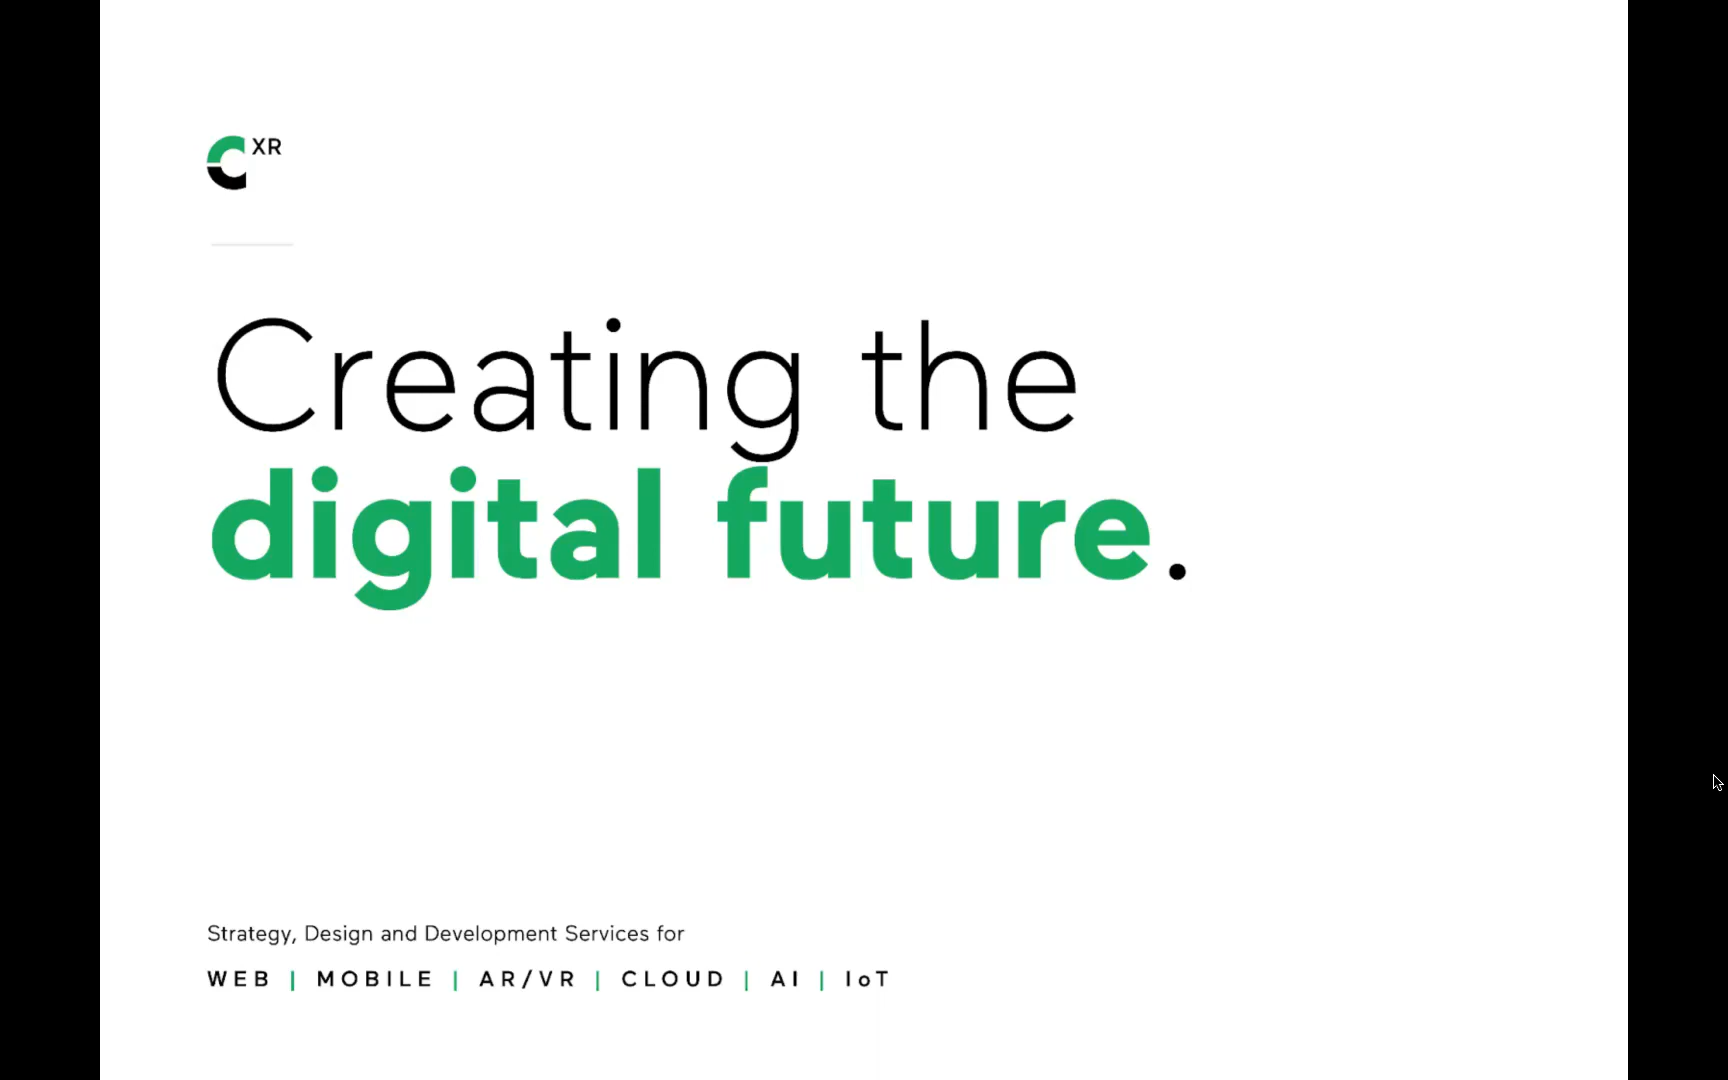 C XR
Creating the
digital future.
Strategy, Design and Development Services for
WEB | MOBILE | AR/VR | CLOUD | AI | IoT